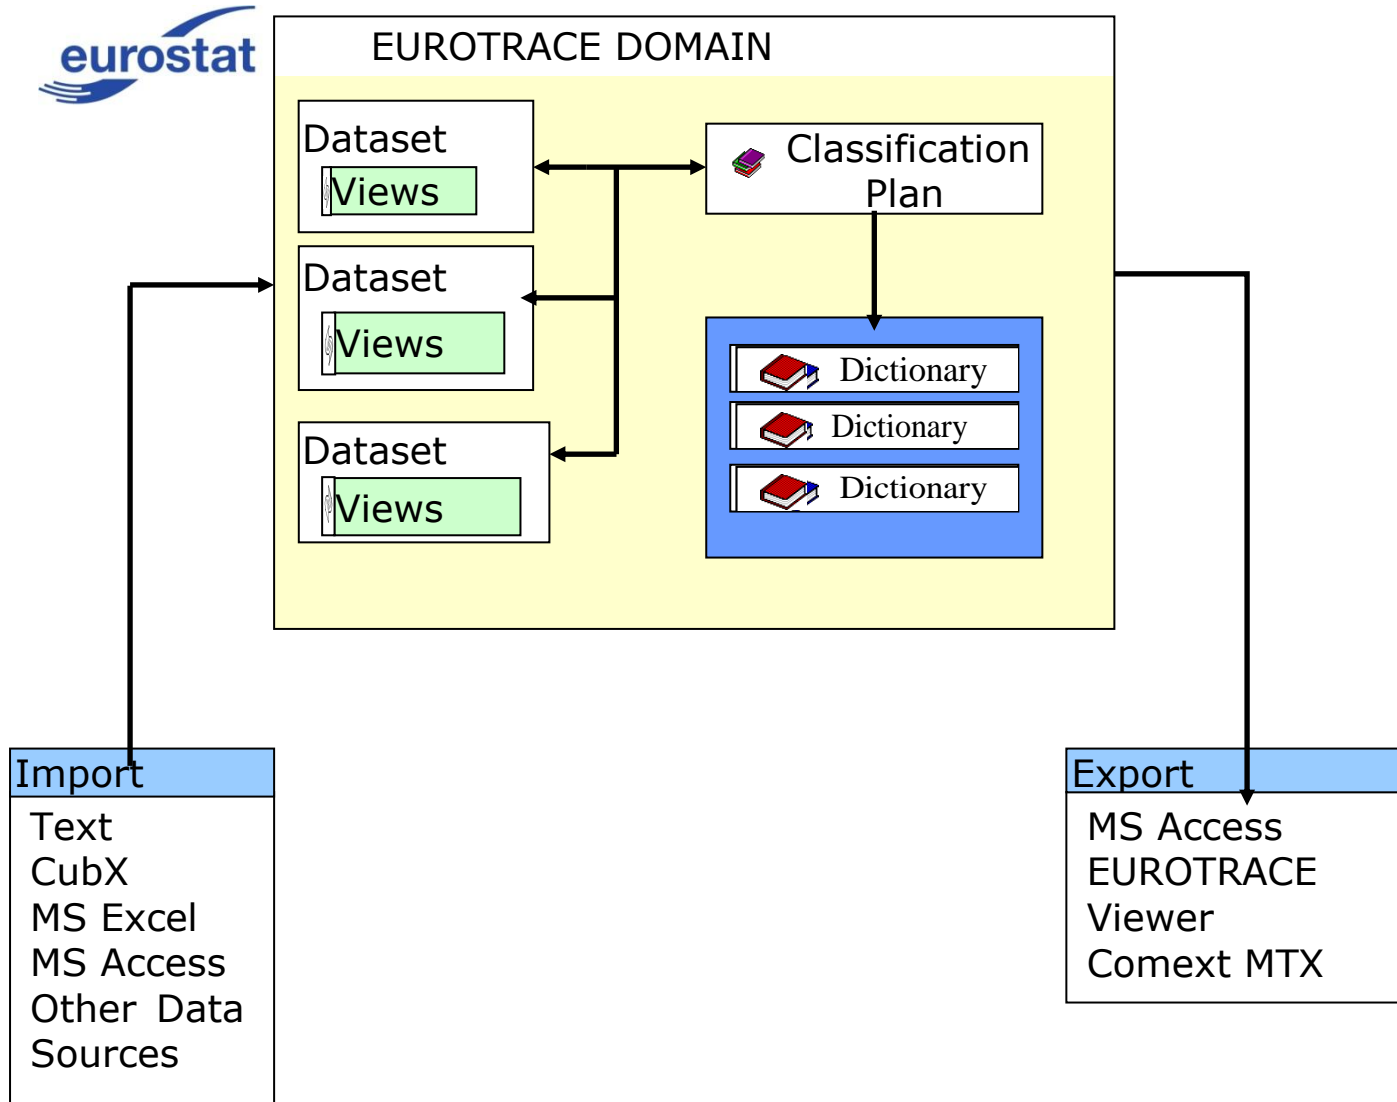 eurostat
EUROTRACE DOMAIN
Dataset
Views
Dataset
Views
Dataset
Views
Classification
Plan
Dictionary
Dictionary
Dictionary
Import
Text
CubX
MS Excel
MS Access
Other Data
Sources
Export
MS Access
EUROTRACE
Viewer
Comext MTX